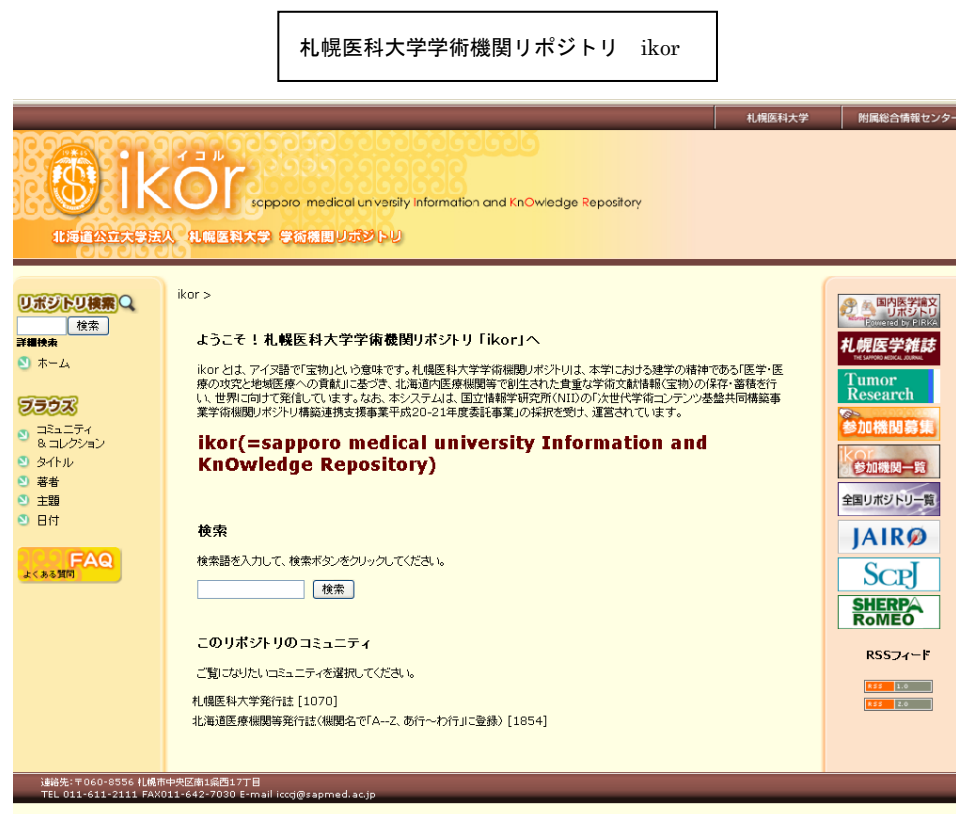 札幌医科大学学術機関リポジトリ　ikor
札幌医科大学
附属総合情報センター
イコル
ikor
sapporo medical university Information and KnOwledge Repository
北海道公立大学法人 札幌医科大学 学術機関リポジトリ
リポジトリ検索
検索
詳細検索
ホーム
ブラウズ
コミュニティ
& コレクション
タイトル
著者
主題
日付
FAQ
よくある質問
ikor >
ようこそ！札幌医科大学学術機関リポジトリ「ikor」へ
ikor とは、アイヌ語で「宝物」という意味です。札幌医科大学学術機関リポジトリは、本学における建学の精神である「医学・医
療の攻究と地域医療への貢献」に基づき、北海道内医療機関等で創生された貴重な学術文献情報(宝物)の保存・蓄積を行
い、世界に向けて発信しています。なお、本システムは、国立情報学研究所(NII)の「次世代学術コンテンツ基盤共同構築事
業学術機関リポジトリ構築連携支援事業平成20-21年度委託事業」の採択を受け、運営されています。
ikor(=sapporo medical university Information and
KnOwledge Repository)
検索
検索語を入力して、検索ボタンをクリックしてください。
検索
このリポジトリのコミュニティ
ご覧になりたいコミュニティを選択してください。
札幌医科大学発行誌 [1070]
北海道医療機関等発行誌(機関名で「A--Z、あ行～わ行」に登録) [1854]
国内医学論文
リポジトリ
Powered by PIRKA
札幌医学雑誌
THE SAPPORO MEDICAL JOURNAL
Tumor
Research
参加機関募集
ikor
参加機関一覧
全国リポジトリ一覧
JAIRO
SCPJ
SHERPA
RoMEO
RSSフィード
RSS 1.0
RSS 2.0
連絡先:〒060-8556 札幌市中央区南1条西17丁目
TEL 011-611-2111 FAX011-642-7030 E-mail iccj@sapmed.ac.jp